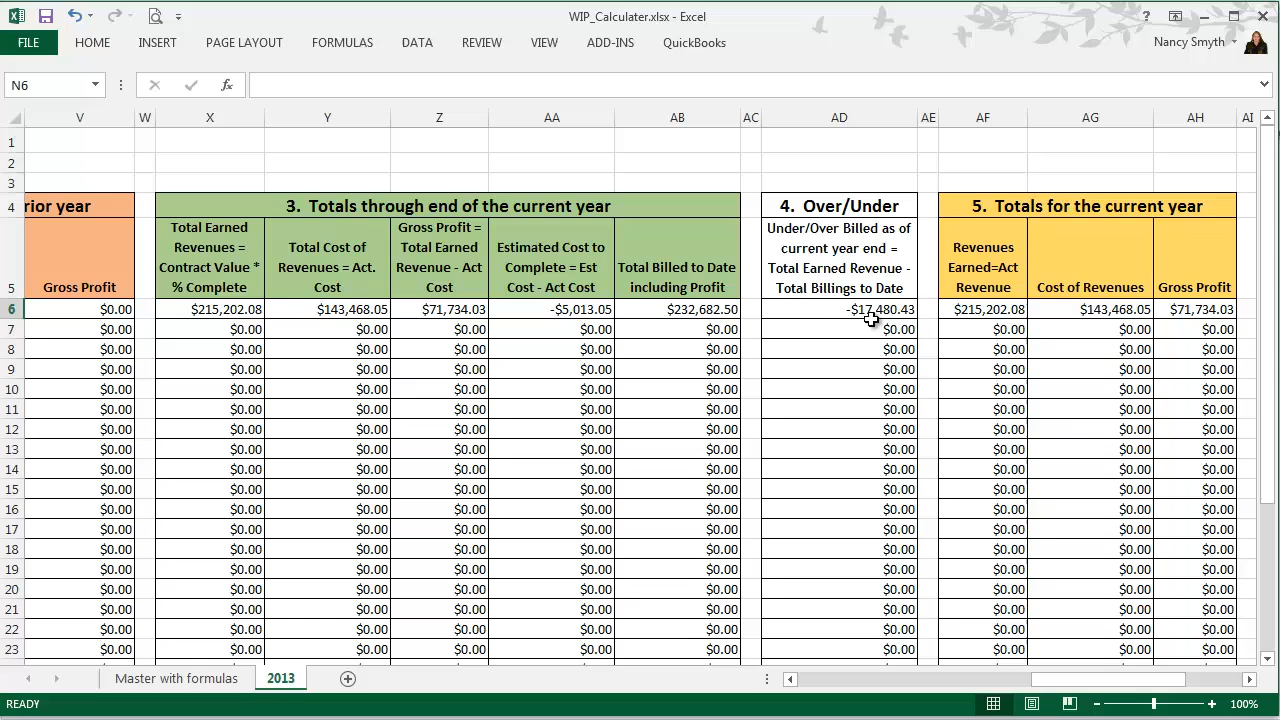 WIP_Calculater.xlsx - Excel
?
FILE HOME INSERT PAGE LAYOUT FORMULAS DATA REVIEW VIEW ADD-INS QuickBooks Nancy Smyth
N6 fx
V W X Y Z AA AB AC AD AE AF AG AH AI
1
2
3
4 rior year 3. Totals through end of the current year 4. Over/Under 5. Totals for the current year
5 Gross Profit
Total Earned
Revenues =
Contract Value *
% Complete
Total Cost of
Revenues = Act.
Cost
Gross Profit =
Total Earned
Revenue - Act
Cost
Estimated Cost to
Complete = Est
Cost - Act Cost
Total Billed to Date
including Profit
Under/Over Billed as of
current year end =
Total Earned Revenue -
Total Billings to Date
Revenues
Earned=Act
Revenue
Cost of Revenues
Gross Profit
6 $0.00 $215,202.08 $143,468.05 $71,734.03 -$5,013.05 $232,682.50 -$17,480.43 $215,202.08 $143,468.05 $71,734.03
7 $0.00 $0.00 $0.00 $0.00 $0.00 $0.00 $0.00 $0.00 $0.00 $0.00
8 $0.00 $0.00 $0.00 $0.00 $0.00 $0.00 $0.00 $0.00 $0.00 $0.00
9 $0.00 $0.00 $0.00 $0.00 $0.00 $0.00 $0.00 $0.00 $0.00 $0.00
10 $0.00 $0.00 $0.00 $0.00 $0.00 $0.00 $0.00 $0.00 $0.00 $0.00
11 $0.00 $0.00 $0.00 $0.00 $0.00 $0.00 $0.00 $0.00 $0.00 $0.00
12 $0.00 $0.00 $0.00 $0.00 $0.00 $0.00 $0.00 $0.00 $0.00 $0.00
13 $0.00 $0.00 $0.00 $0.00 $0.00 $0.00 $0.00 $0.00 $0.00 $0.00
14 $0.00 $0.00 $0.00 $0.00 $0.00 $0.00 $0.00 $0.00 $0.00 $0.00
15 $0.00 $0.00 $0.00 $0.00 $0.00 $0.00 $0.00 $0.00 $0.00 $0.00
16 $0.00 $0.00 $0.00 $0.00 $0.00 $0.00 $0.00 $0.00 $0.00 $0.00
17 $0.00 $0.00 $0.00 $0.00 $0.00 $0.00 $0.00 $0.00 $0.00 $0.00
18 $0.00 $0.00 $0.00 $0.00 $0.00 $0.00 $0.00 $0.00 $0.00 $0.00
19 $0.00 $0.00 $0.00 $0.00 $0.00 $0.00 $0.00 $0.00 $0.00 $0.00
20 $0.00 $0.00 $0.00 $0.00 $0.00 $0.00 $0.00 $0.00 $0.00 $0.00
21 $0.00 $0.00 $0.00 $0.00 $0.00 $0.00 $0.00 $0.00 $0.00 $0.00
22 $0.00 $0.00 $0.00 $0.00 $0.00 $0.00 $0.00 $0.00 $0.00 $0.00
23 $0.00 $0.00 $0.00 $0.00 $0.00 $0.00 $0.00 $0.00 $0.00 $0.00
Master with formulas 2013
READY 100%